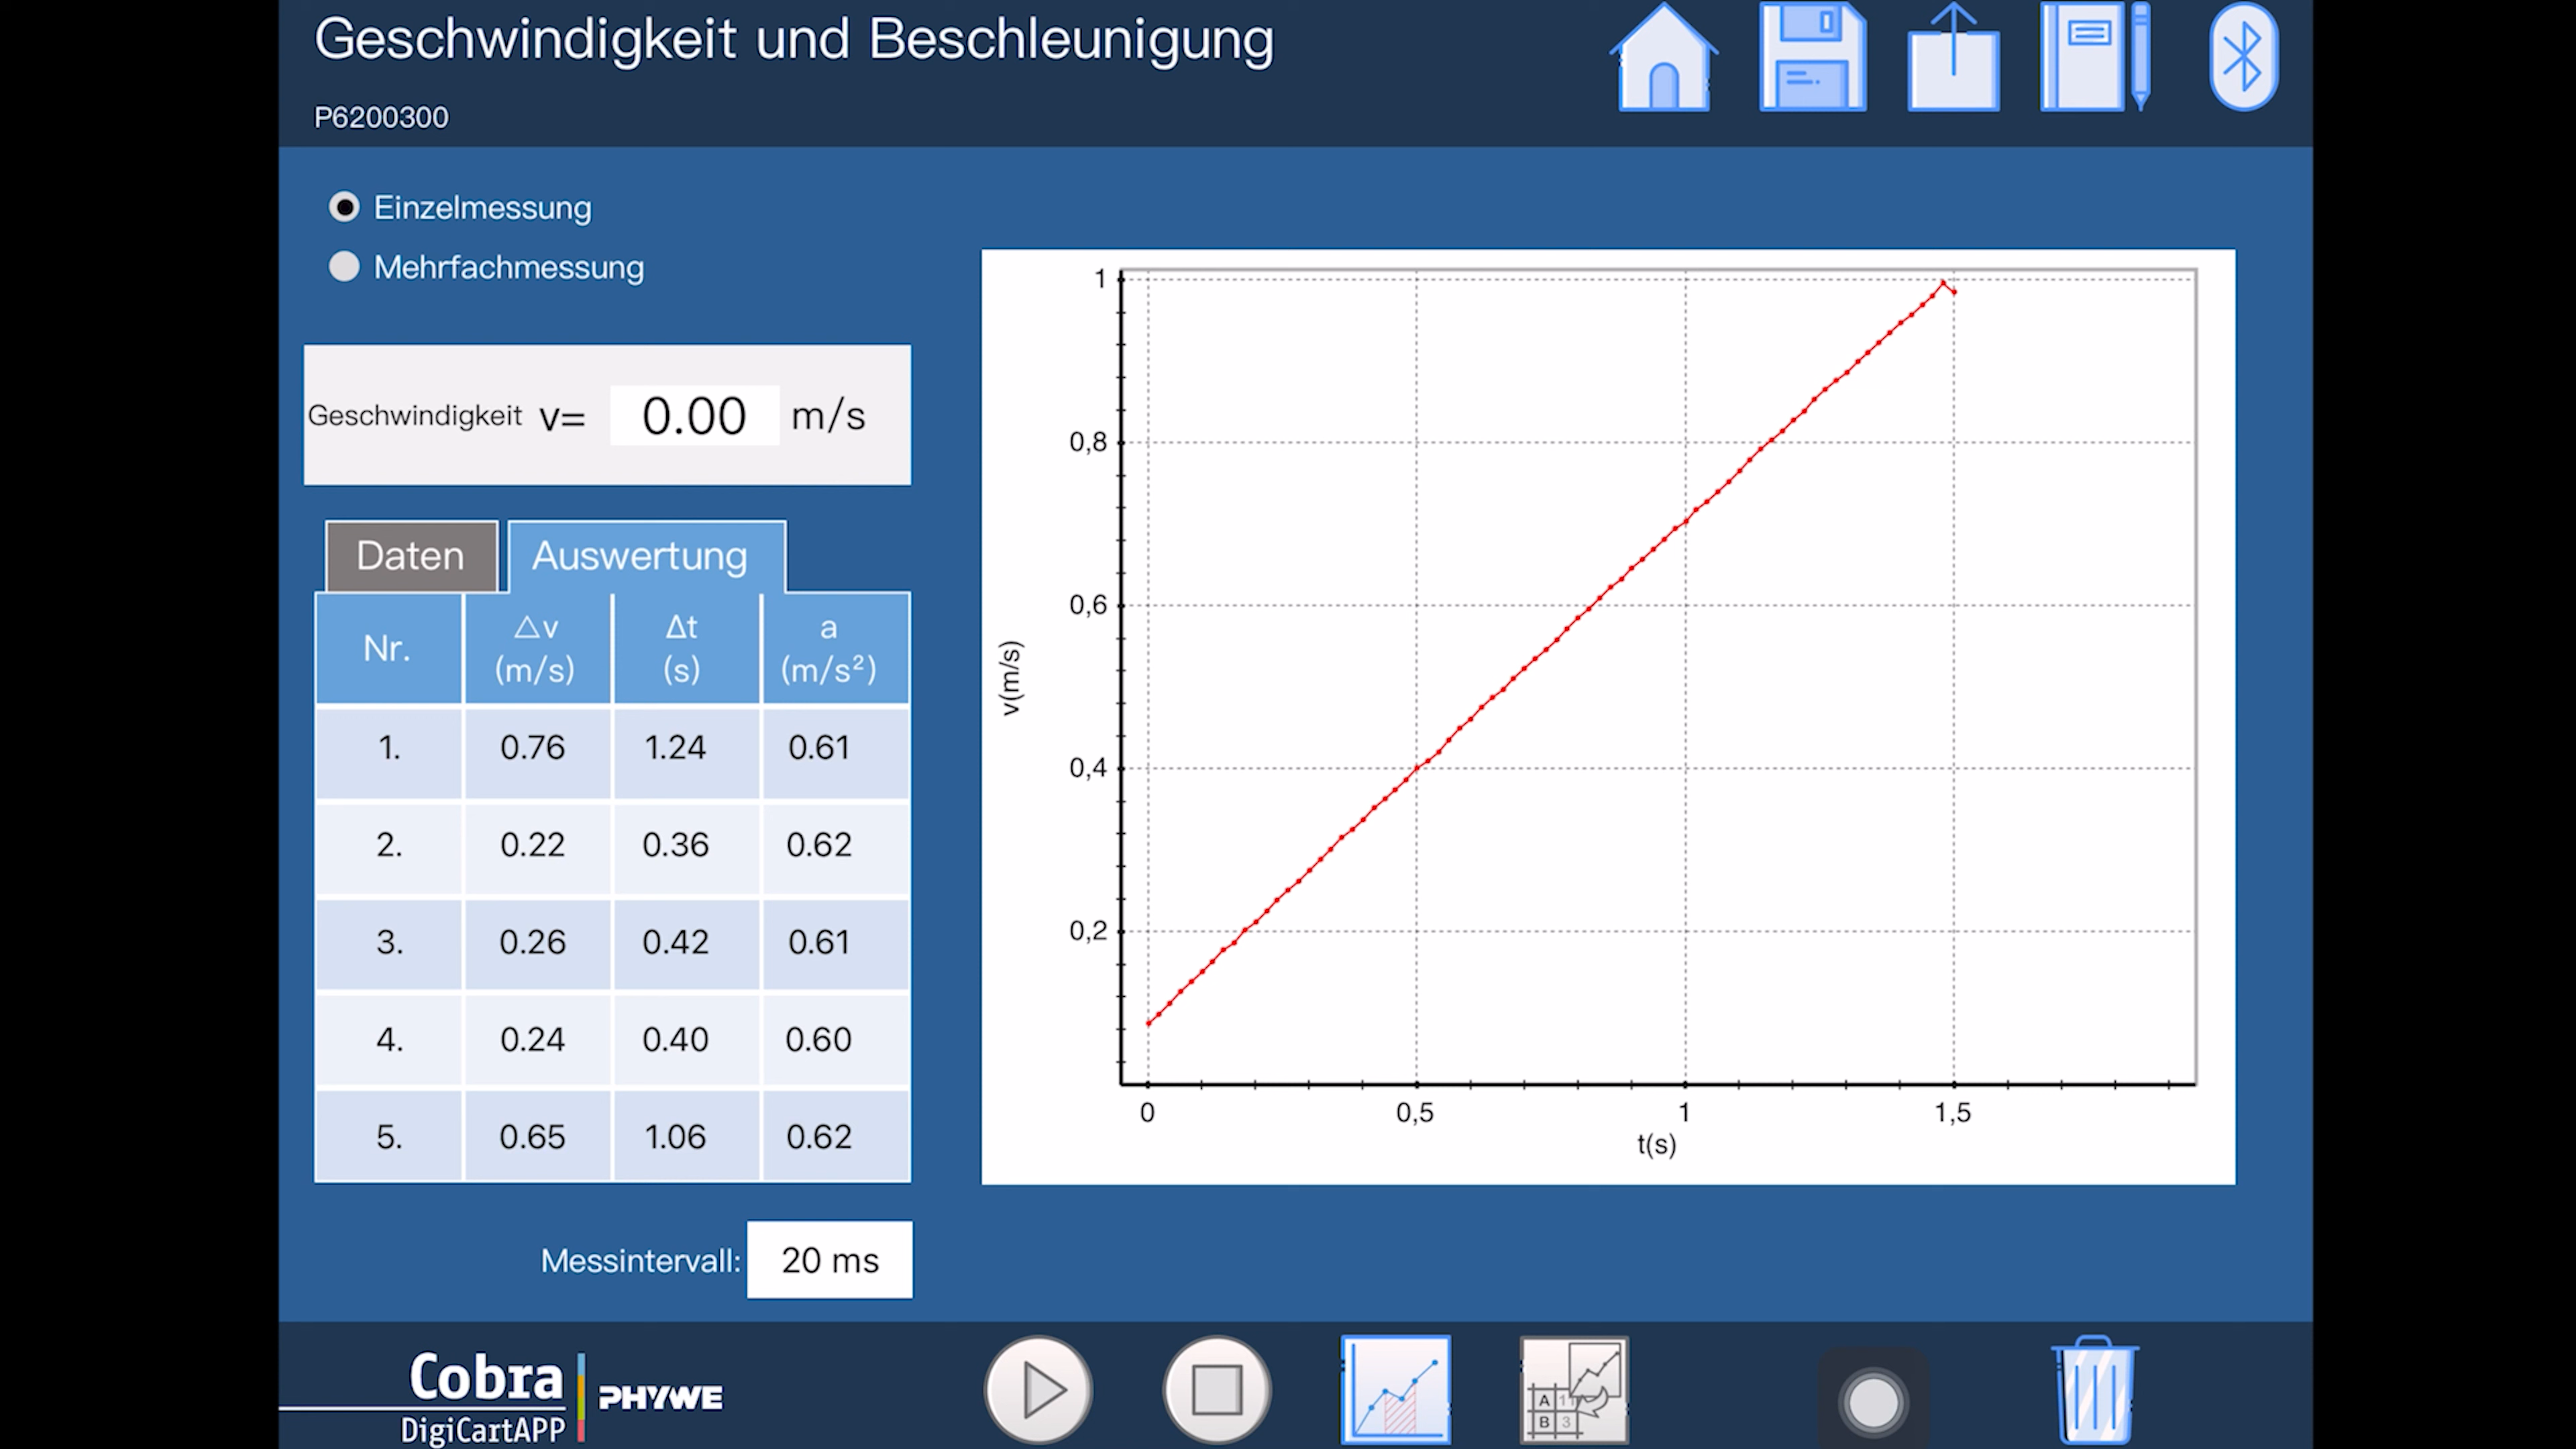 Geschwindigkeit und Beschleunigung
P6200300
Einzelmessung
Mehrfachmessung
Geschwindigkeit v= 0.00 m/s
Daten Auswertung
Nr. △v (m/s) Δt (s) a (m/s²)
1. 0.76 1.24 0.61
2. 0.22 0.36 0.62
3. 0.26 0.42 0.61
4. 0.24 0.40 0.60
5. 0.65 1.06 0.62
Messintervall: 20 ms
v(m/s)
1
0,8
0,6
0,4
0,2
0 0,5 1 1,5
t(s)
Cobra
DigiCartAPP
PHYWE
A 1
B 3